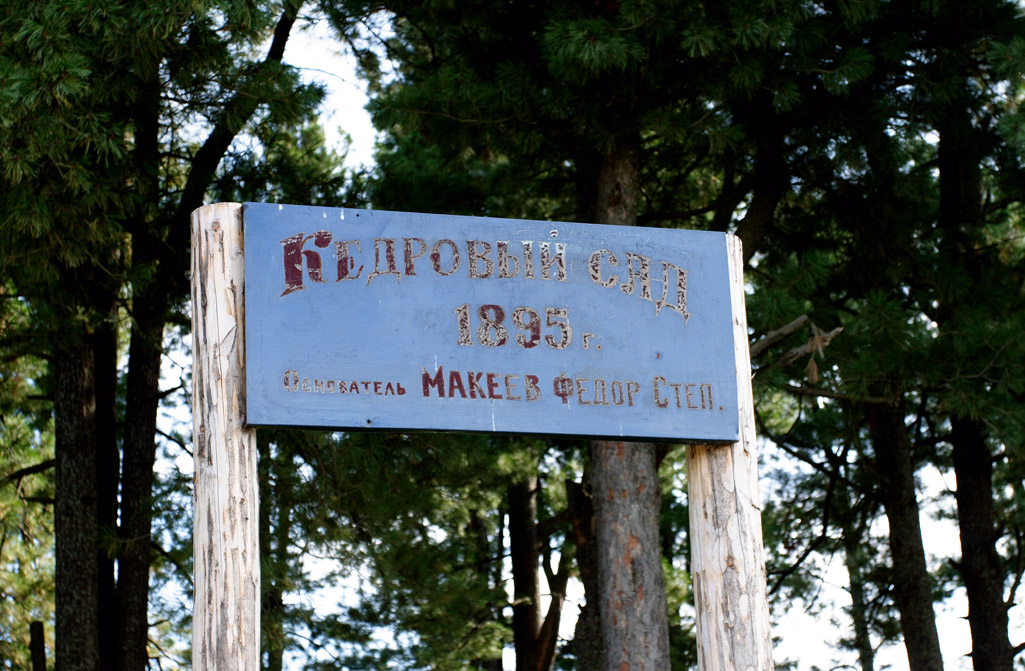 Кедровый сад
1895 г.
Основатель Макеев Федор Степ.